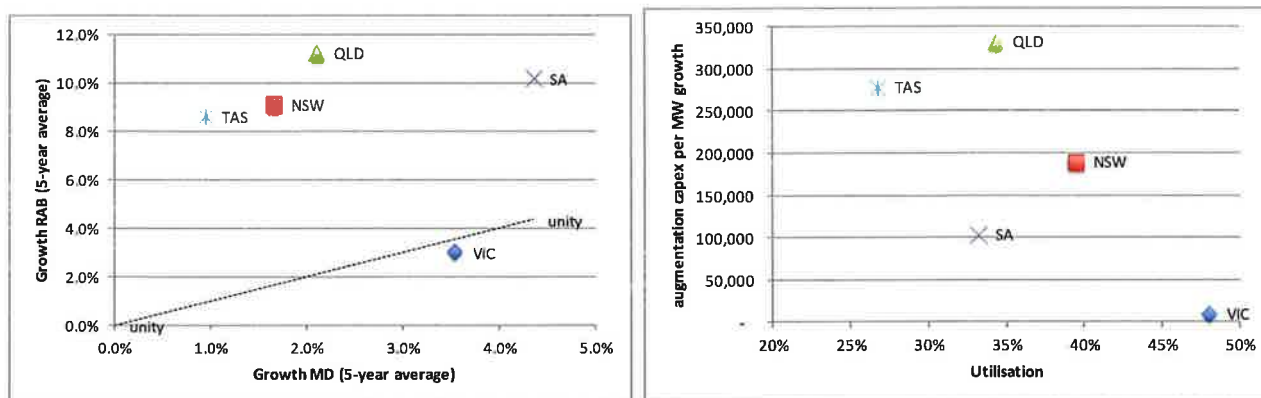 12.0%
10.0%
8.0%
6.0%
4.0%
2.0%
0.0%
Growth RAB (5-year average)
QLD
SA
NSW
TAS
unity
VIC
unity
0.0% 1.0% 2.0% 3.0% 4.0% 5.0%
Growth MD (5-year average)
350,000
300,000
250,000
200,000
150,000
100,000
50,000
-
augmentation capex per MW growth
QLD
TAS
NSW
SA
VIC
20% 25% 30% 35% 40% 45% 50%
Utilisation